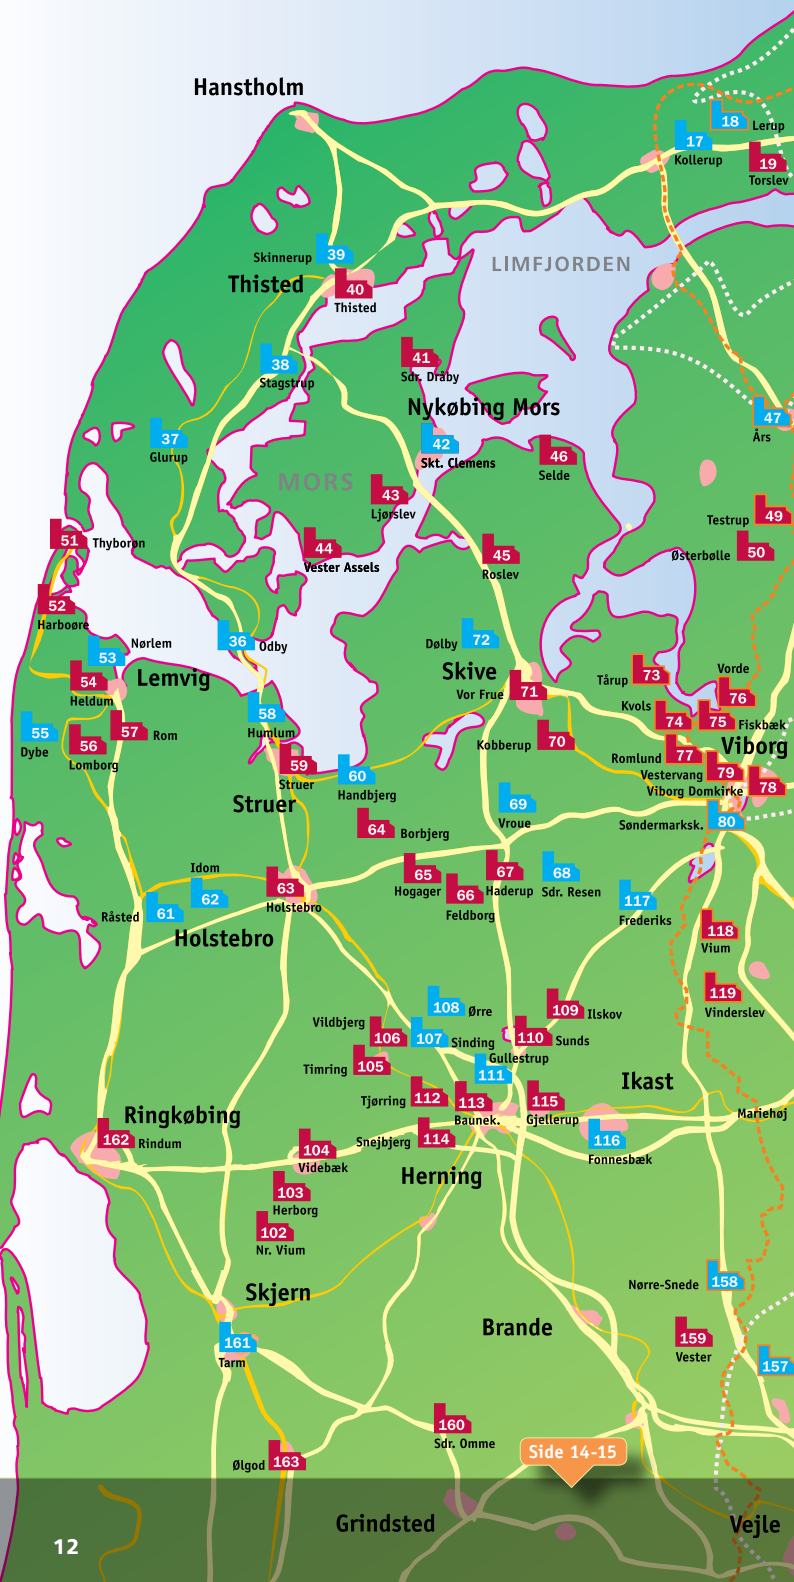 Hanstholm
18
Lerup
17
Kollerup
19
Torslev
Skinnerup
39
LIMFJORDEN
Thisted
40
Thisted
41
Sdr. Dråby
38
Stagstrup
Nykøbing Mors
47
Års
37
Glurup
42
Skt. Clemens
46
Selde
MORS
43
Ljørslev
Testrup
49
51
Thyborøn
44
Vester Assels
45
Roslev
Østerbølle
50
52
Harboøre
36
Odby
Dølby
72
Nørlem
53
54
Heldum
Lemvig
Skive
Vor Frue
71
Tårup
73
Vorde
76
Kvols
74
75
Fiskbæk
55
Dybe
56
Lomborg
57
Rom
58
Humlum
Kobberup
70
Viborg
Romlund
77
Vestervang
79
Viborg Domkirke
78
59
Struer
60
Handbjerg
Struer
69
Vroue
Søndermarksk.
80
64
Borbjerg
Idom
62
63
Holstebro
65
Hogager
66
Feldborg
67
Haderup
68
Sdr. Resen
117
Frederiks
Råsted
61
Holstebro
118
Vium
119
Vinderslev
108
Ørre
109
Ilskov
Vildbjerg
106
107
Sinding
110
Sunds
Timring
105
Gullestrup
111
Ikast
Tjørring
112
113
Baunek.
115
Gjellerup
Mariehøj
Ringkøbing
162
Rindum
Snejbjerg
114
116
Fonnesbæk
104
Videbæk
Herning
103
Herborg
102
Nr. Vium
Skjern
Nørre-Snede
158
161
Tarm
Brande
159
Vester
157
160
Sdr. Omme
Ølgod
163
Side 14-15
Grindsted
Vejle
12